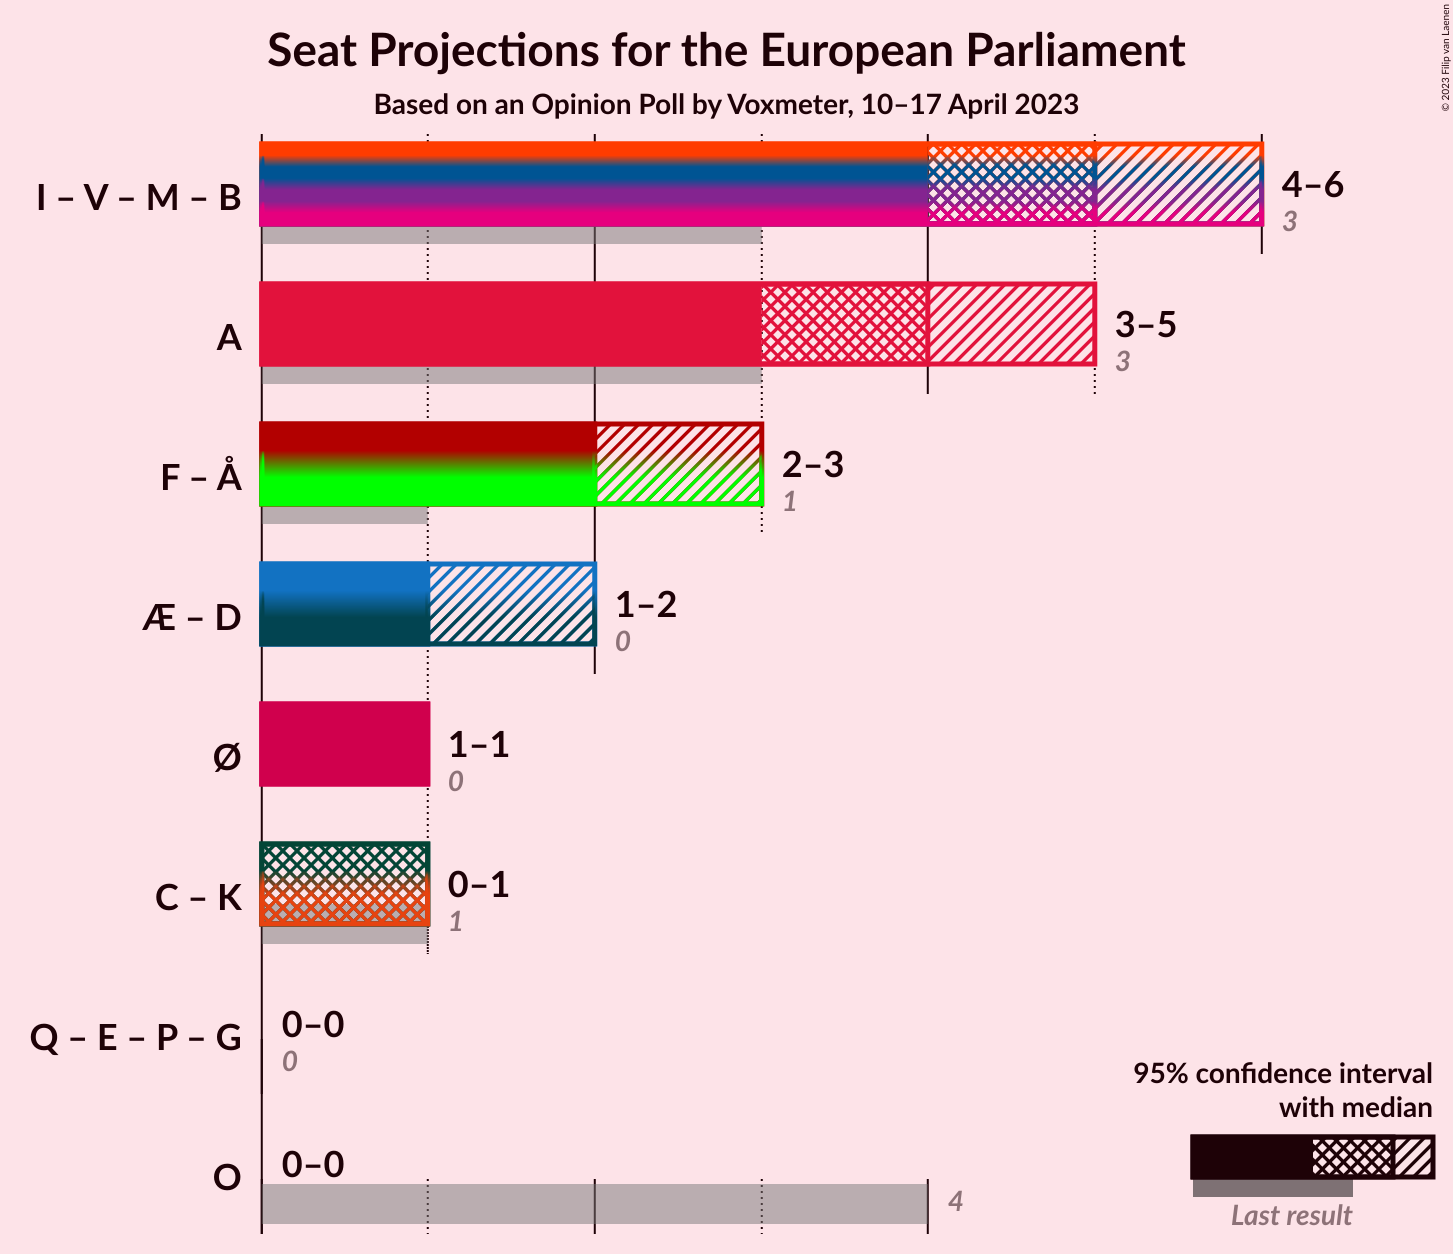 Seat Projections for the European Parliament
Based on an Opinion Poll by Voxmeter, 10–17 April 2023
© 2023 Filip van Laenen
I – V – M – B
4–6
3
A
3–5
3
F – Å
2–3
1
Æ – D
1–2
0
Ø
1–1
0
C – K
0–1
1
Q – E – P – G
0–0
0
O
0–0
4
95% confidence interval
with median
Last result